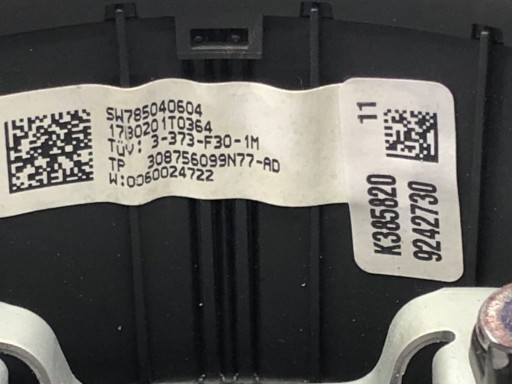 SW785040604
17B0201T0364
TÜV: 3-373-F30-1M
TP 308756099N77-AD
W:0060024722
11
K385820
9242730